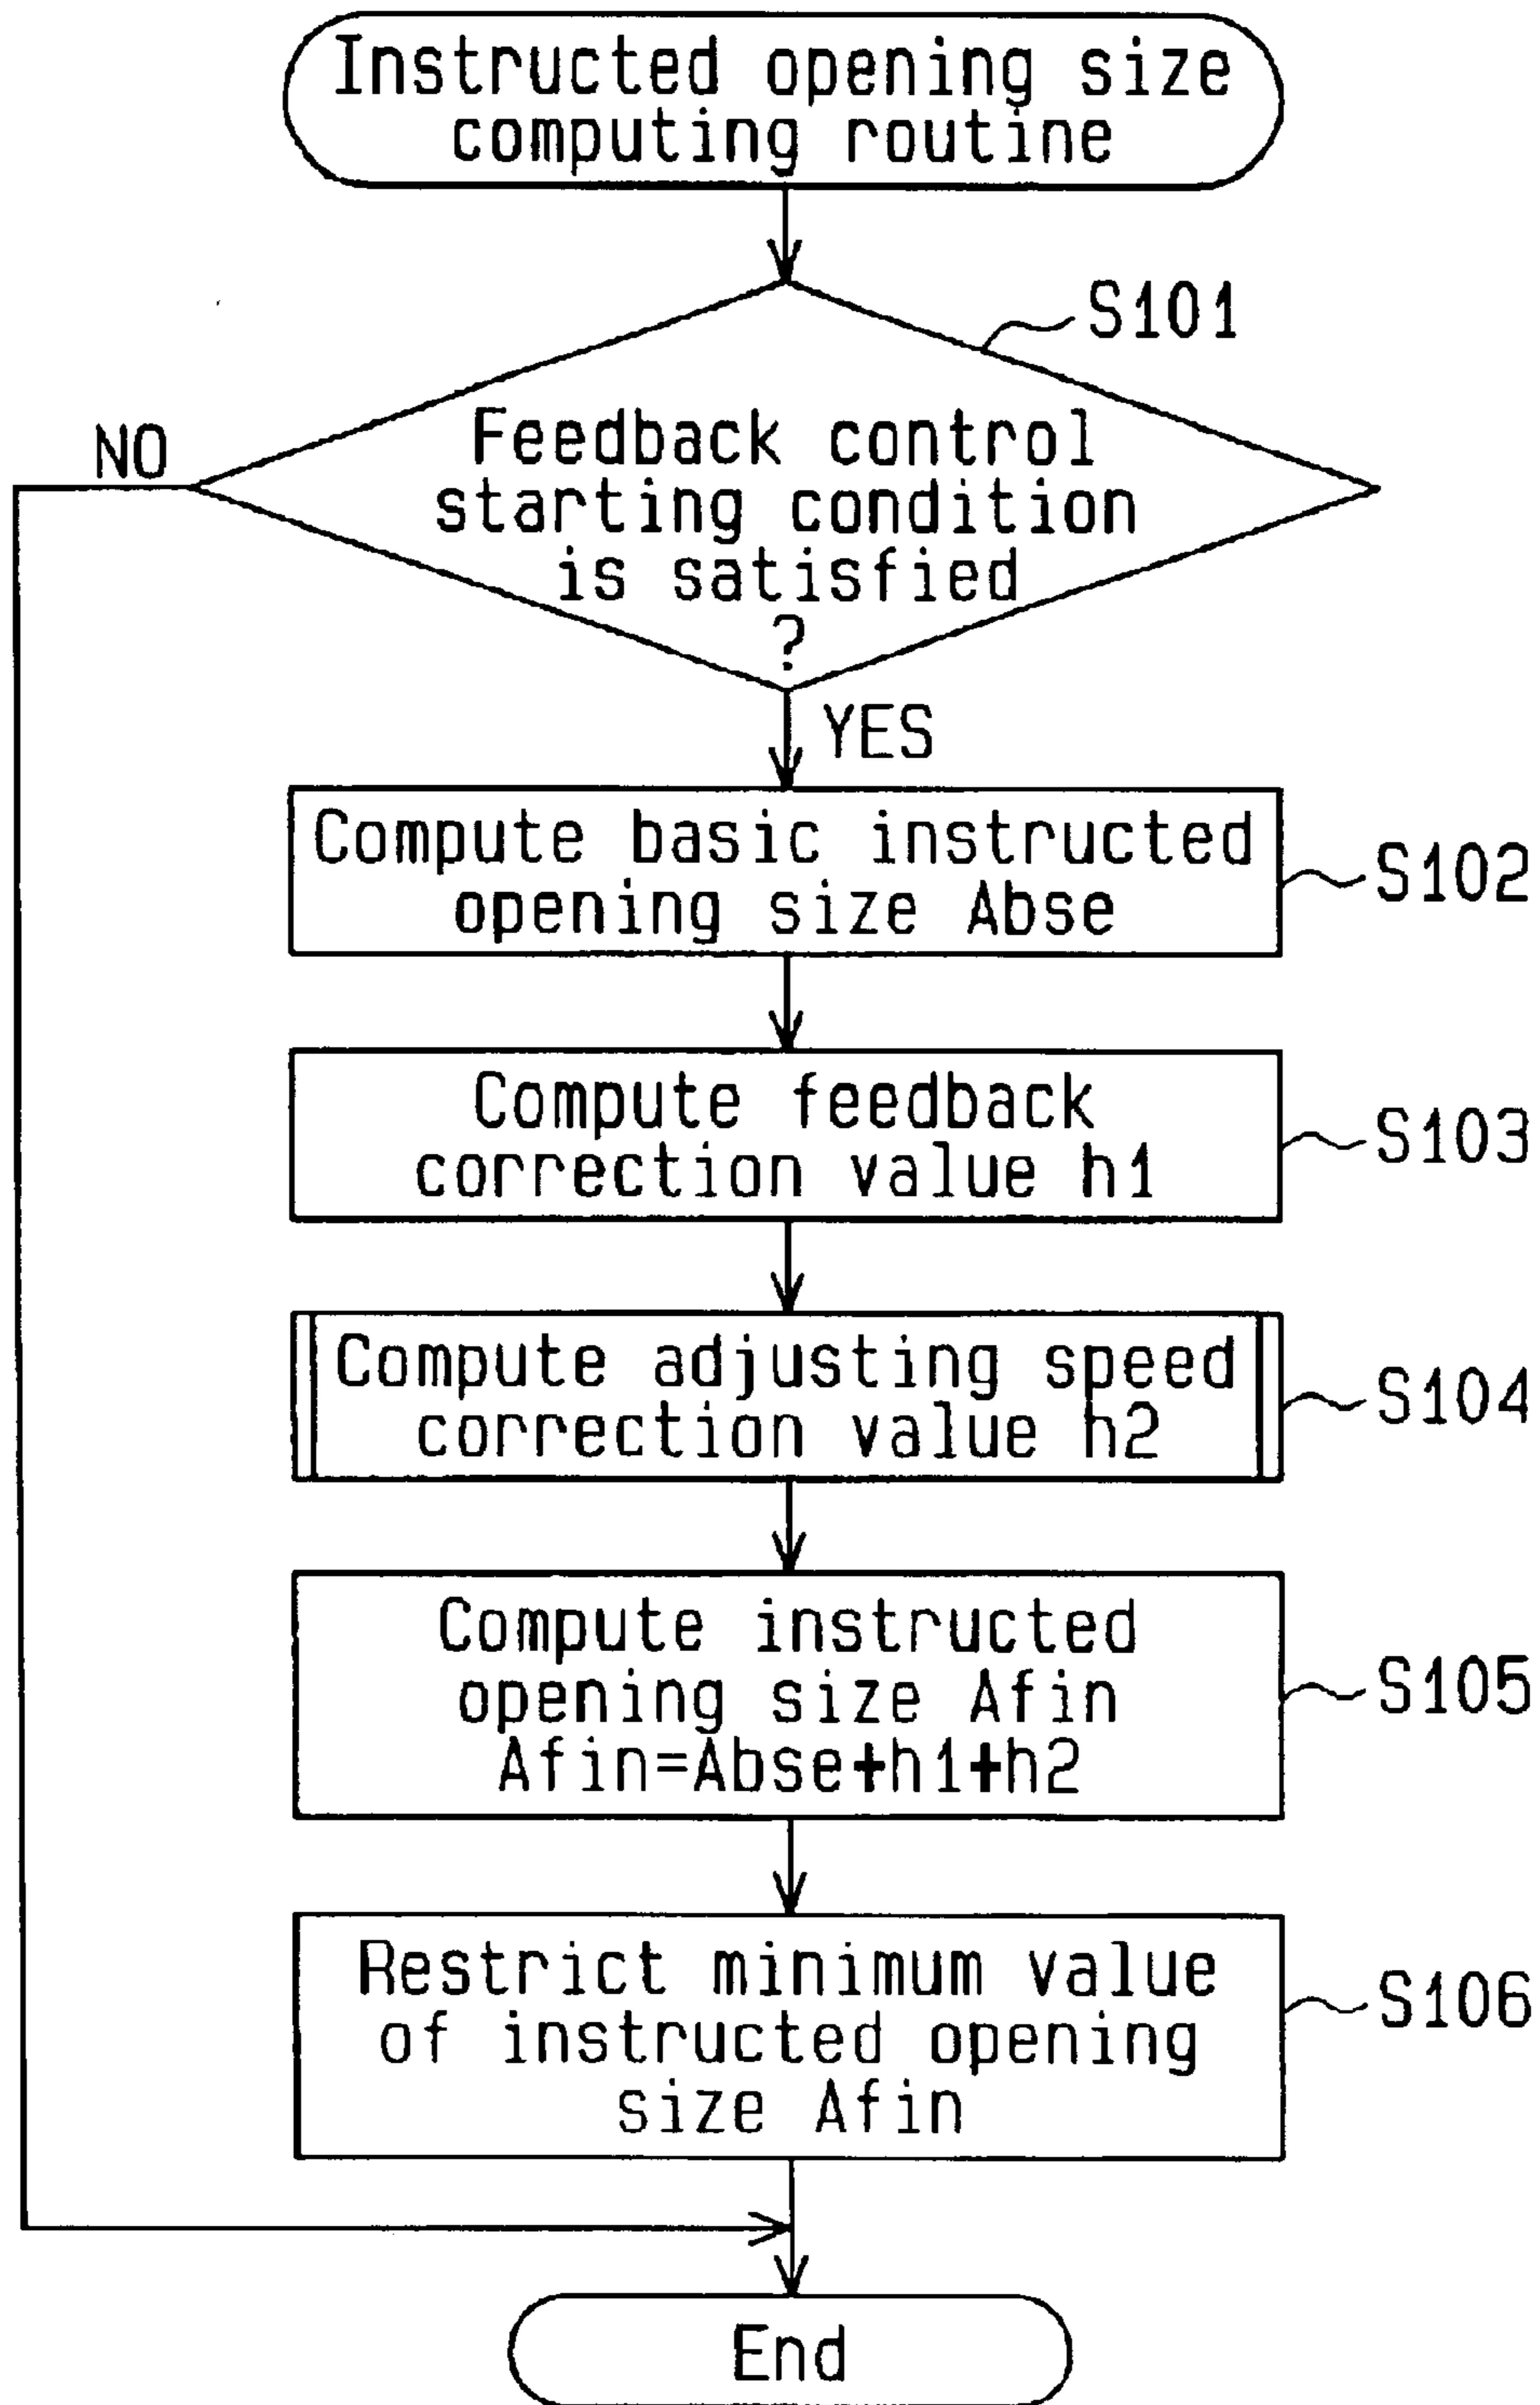 Instructed opening size
computing routine
S101
NO
Feedback control
starting condition
is satisfied
?
YES
Compute basic instructed
opening size Abse
S102
Compute feedback
correction value h1
S103
Compute adjusting speed
correction value h2
S104
Compute instructed
opening size Afin
Afin=Abse+h1+h2
S105
Restrict minimum value
of instructed opening
size Afin
S106
End